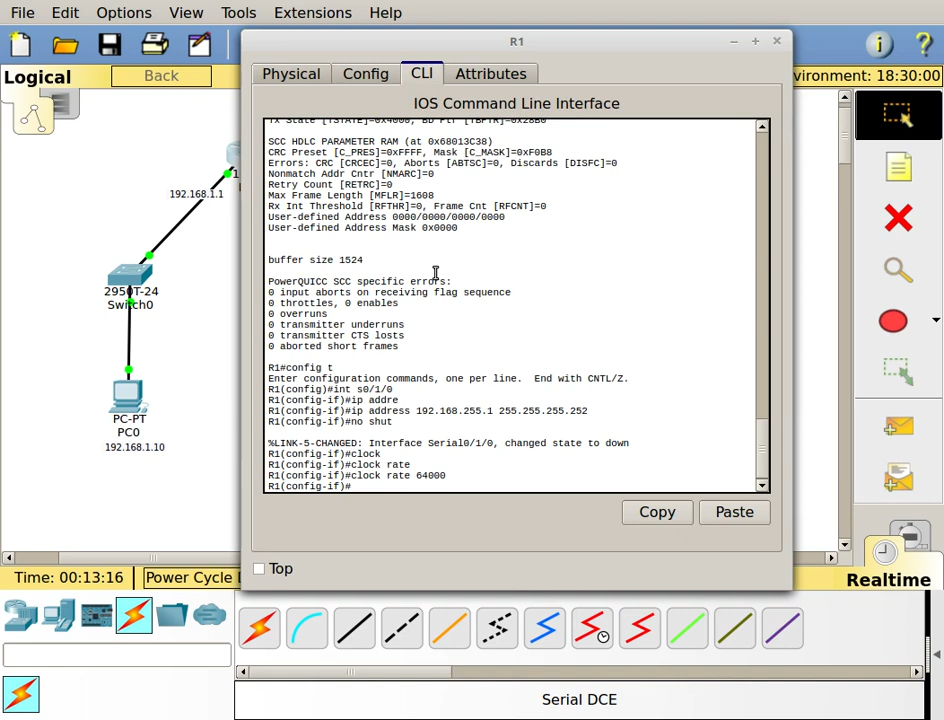 File Edit Options View Tools Extensions Help
R1
Logical
Back
vironment: 18:30:00
Physical Config CLI Attributes
IOS Command Line Interface
Tx State [TSTATE]=0x4000, BD Ptr [TBPTR]=0x28B0
SCC HDLC PARAMETER RAM (at 0x68013C38)
CRC Preset [C_PRES]=0xFFFF, Mask [C_MASK]=0xF0B8
Errors: CRC [CRCEC]=0, Aborts [ABTSC]=0, Discards [DISFC]=0
Nonmatch Addr Cntr [NMARC]=0
Retry Count [RETRC]=0
Max Frame Length [MFLR]=1608
Rx Int Threshold [RFTHR]=0, Frame Cnt [RFCNT]=0
User-defined Address 0000/0000/0000/0000
User-defined Address Mask 0x0000
buffer size 1524
PowerQUICC SCC specific errors:
0 input aborts on receiving flag sequence
0 throttles, 0 enables
0 overruns
0 transmitter underruns
0 transmitter CTS losts
0 aborted short frames
R1#config t
Enter configuration commands, one per line. End with CNTL/Z.
R1(config)#int s0/1/0
R1(config-if)#ip addre
R1(config-if)#ip address 192.168.255.1 255.255.255.252
R1(config-if)#no shut
%LINK-5-CHANGED: Interface Serial0/1/0, changed state to down
R1(config-if)#clock
R1(config-if)#clock rate
R1(config-if)#clock rate 64000
R1(config-if)#
Copy Paste
Top
192.168.1.1
2950T-24
Switch0
PC-PT
PC0
192.168.1.10
Time: 00:13:16
Power Cycle
Realtime
Serial DCE